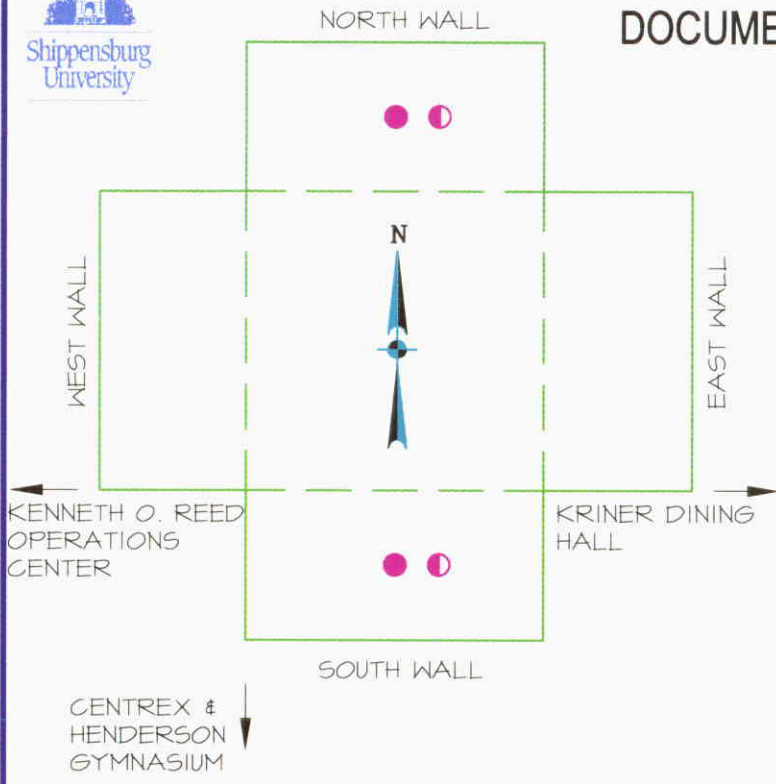 NORTH WALL
DOCUME
Shippensburg
University
N
WEST WALL
EAST WALL
KENNETH O. REED
OPERATIONS
CENTER
KRINER DINING
HALL
SOUTH WALL
CENTREX &
HENDERSON
GYMNASIUM